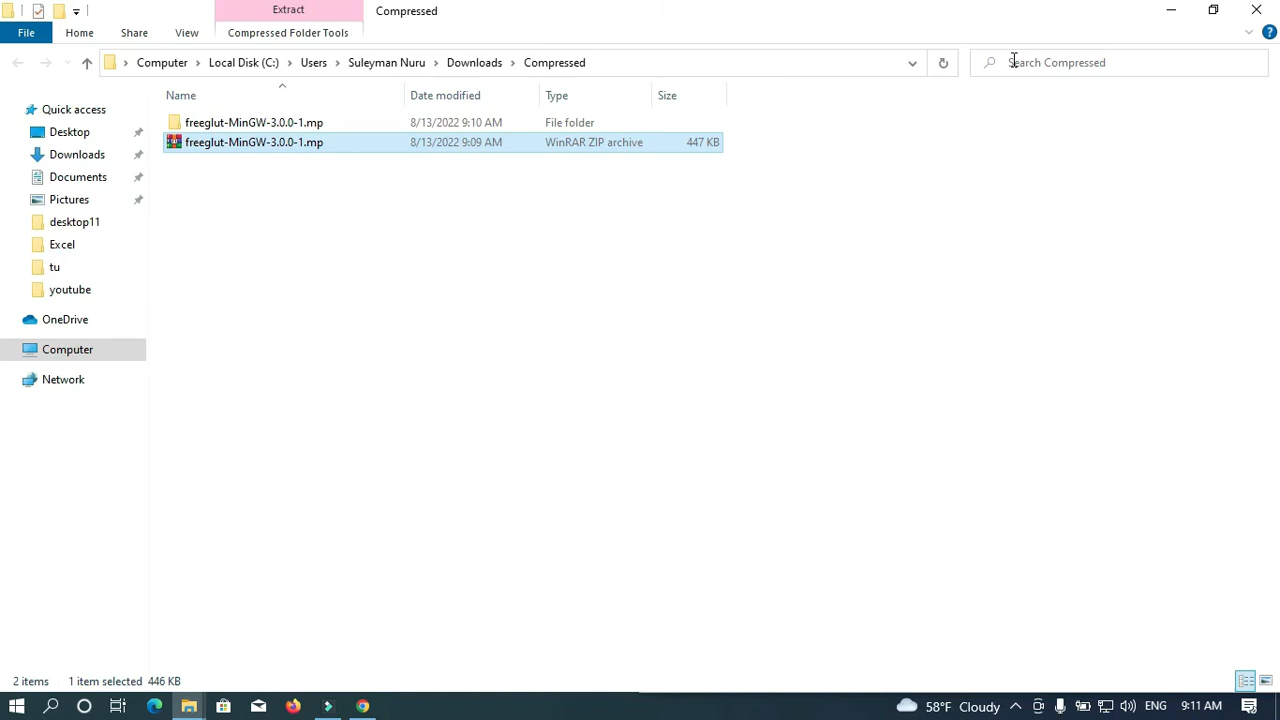 Extract
Compressed
File
Home
Share
View
Compressed Folder Tools
Computer
Local Disk (C:)
Users
Suleyman Nuru
Downloads
Compressed
Search Compressed
Name
Date modified
Type
Size
freeglut-MinGW-3.0.0-1.mp
8/13/2022 9:10 AM
File folder
freeglut-MinGW-3.0.0-1.mp
8/13/2022 9:09 AM
WinRAR ZIP archive
447 KB
Quick access
Desktop
Downloads
Documents
Pictures
desktop11
Excel
tu
youtube
OneDrive
Computer
Network
2 items
1 item selected 446 KB
58°F Cloudy
ENG
9:11 AM